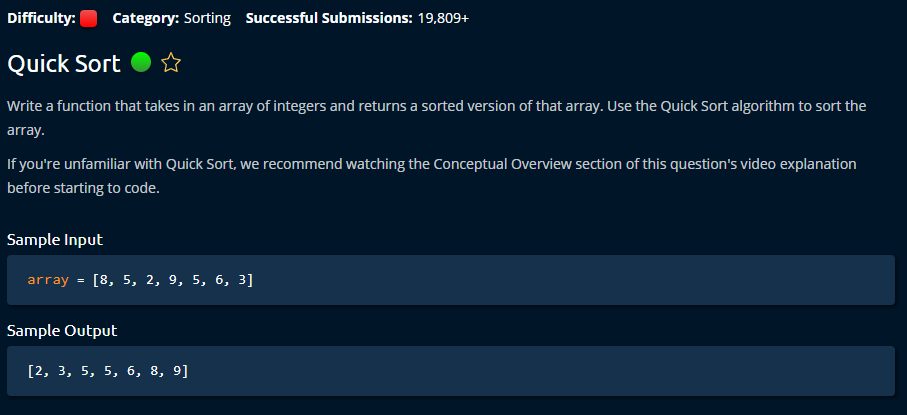 Difficulty: Category: Sorting Successful Submissions: 19,809+
Quick Sort
Write a function that takes in an array of integers and returns a sorted version of that array. Use the Quick Sort algorithm to sort the
array.
If you're unfamiliar with Quick Sort, we recommend watching the Conceptual Overview section of this question's video explanation
before starting to code.
Sample Input
array = [8, 5, 2, 9, 5, 6, 3]
Sample Output
[2, 3, 5, 5, 6, 8, 9]